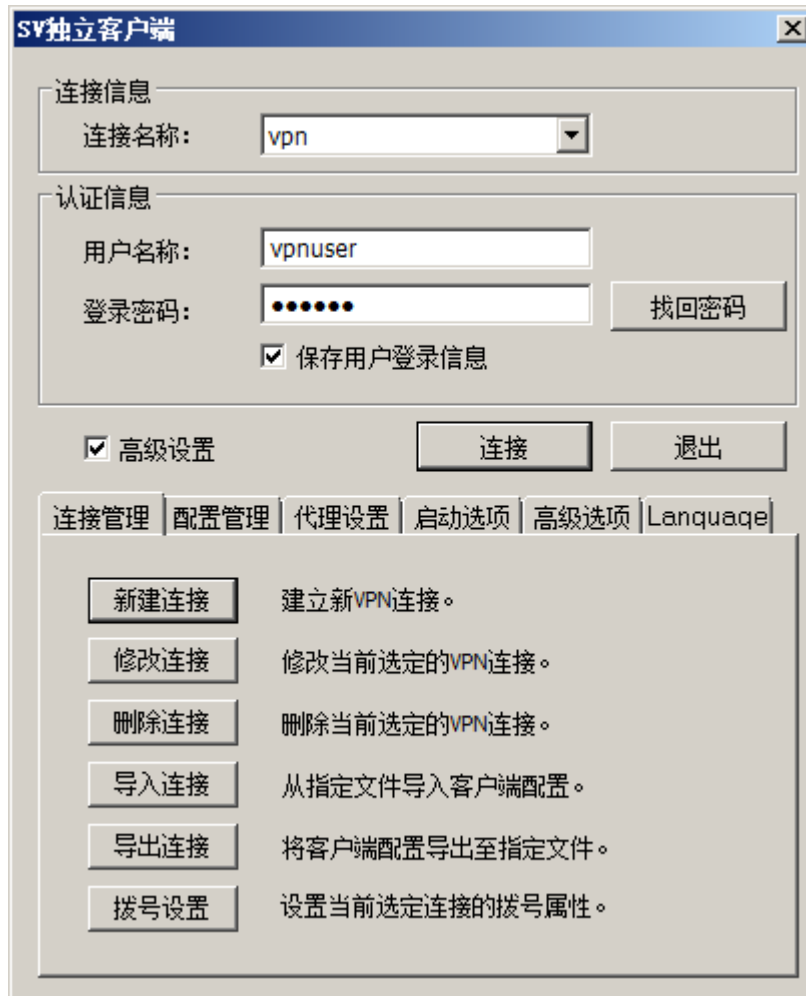 SV独立客户端
连接信息
连接名称: vpn
认证信息
用户名称: vpnuser
登录密码: ●●●●●● 找回密码
保存用户登录信息
高级设置 连接 退出
连接管理 配置管理 代理设置 启动选项 高级选项 Language
新建连接 建立新VPN连接。
修改连接 修改当前选定的VPN连接。
删除连接 删除当前选定的VPN连接。
导入连接 从指定文件导入客户端配置。
导出连接 将客户端配置导出至指定文件。
拨号设置 设置当前选定连接的拨号属性。